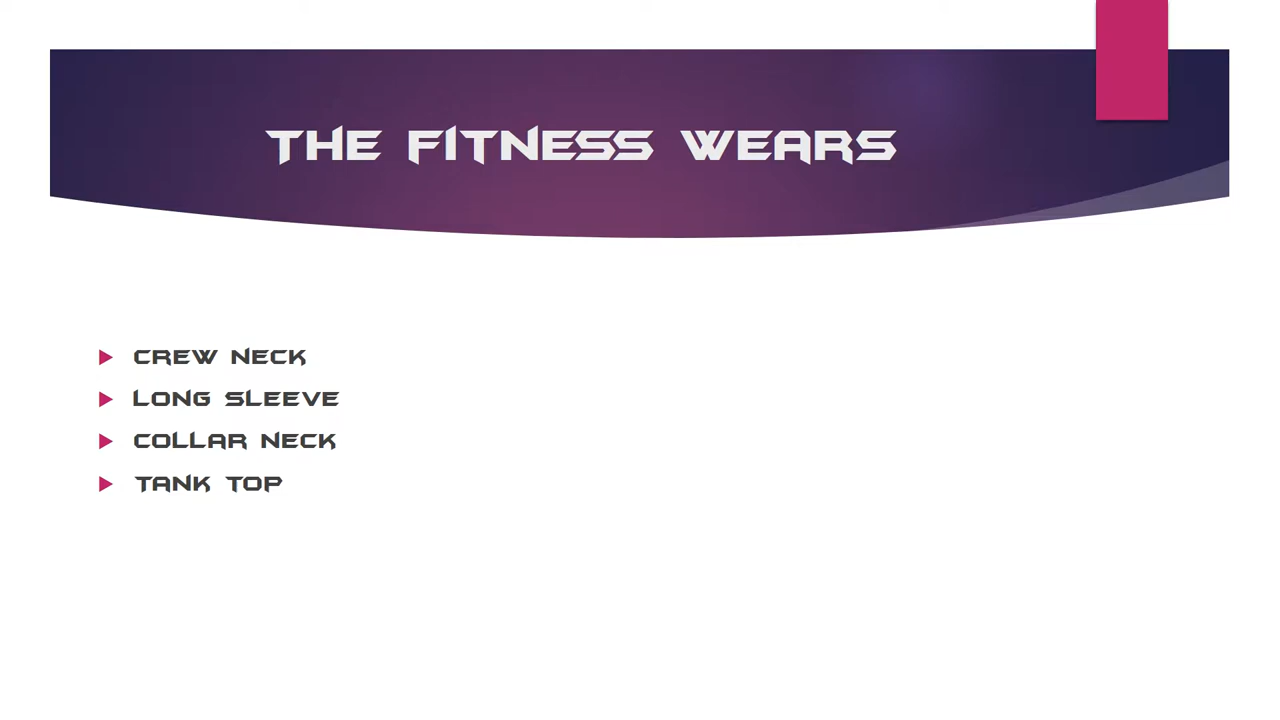 THE FITNESS WEARS
CREW NECK
LONG SLEEVE
COLLAR NECK
TANK TOP